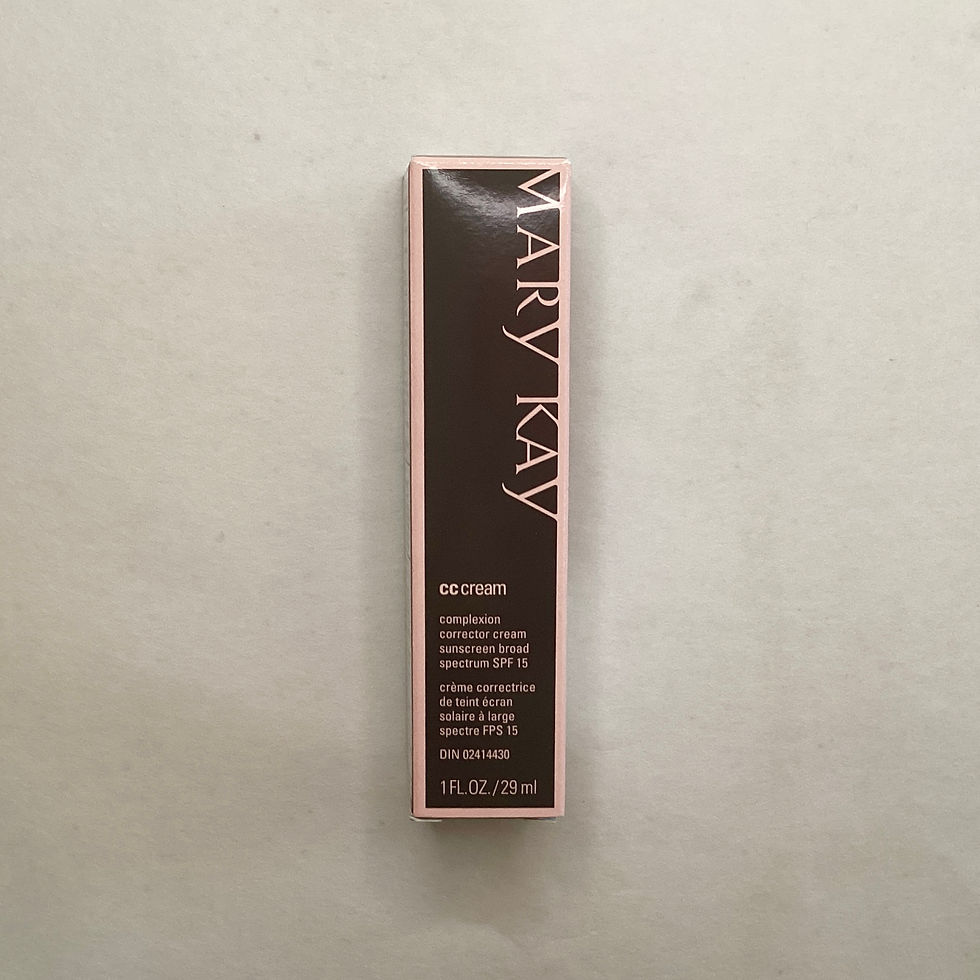 MARY KAY
cc cream
complexion
corrector cream
sunscreen broad
spectrum SPF 15
crème correctrice
de teint écran
solaire à large
spectre FPS 15
DIN 02414430
1 FL.OZ./29 ml